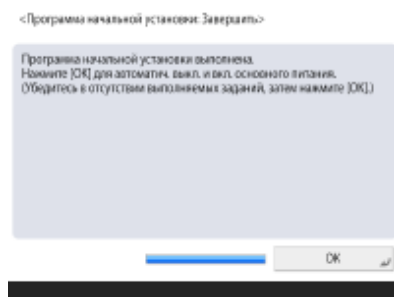 <Программа начальной установки: Завершить>
Программа начальной установки выполнена.
Нажмите [OK] для автоматич. выкл. и вкл. основного питания.
(Убедитесь в отсутствии выполняемых заданий, затем нажмите [OK].)
OK